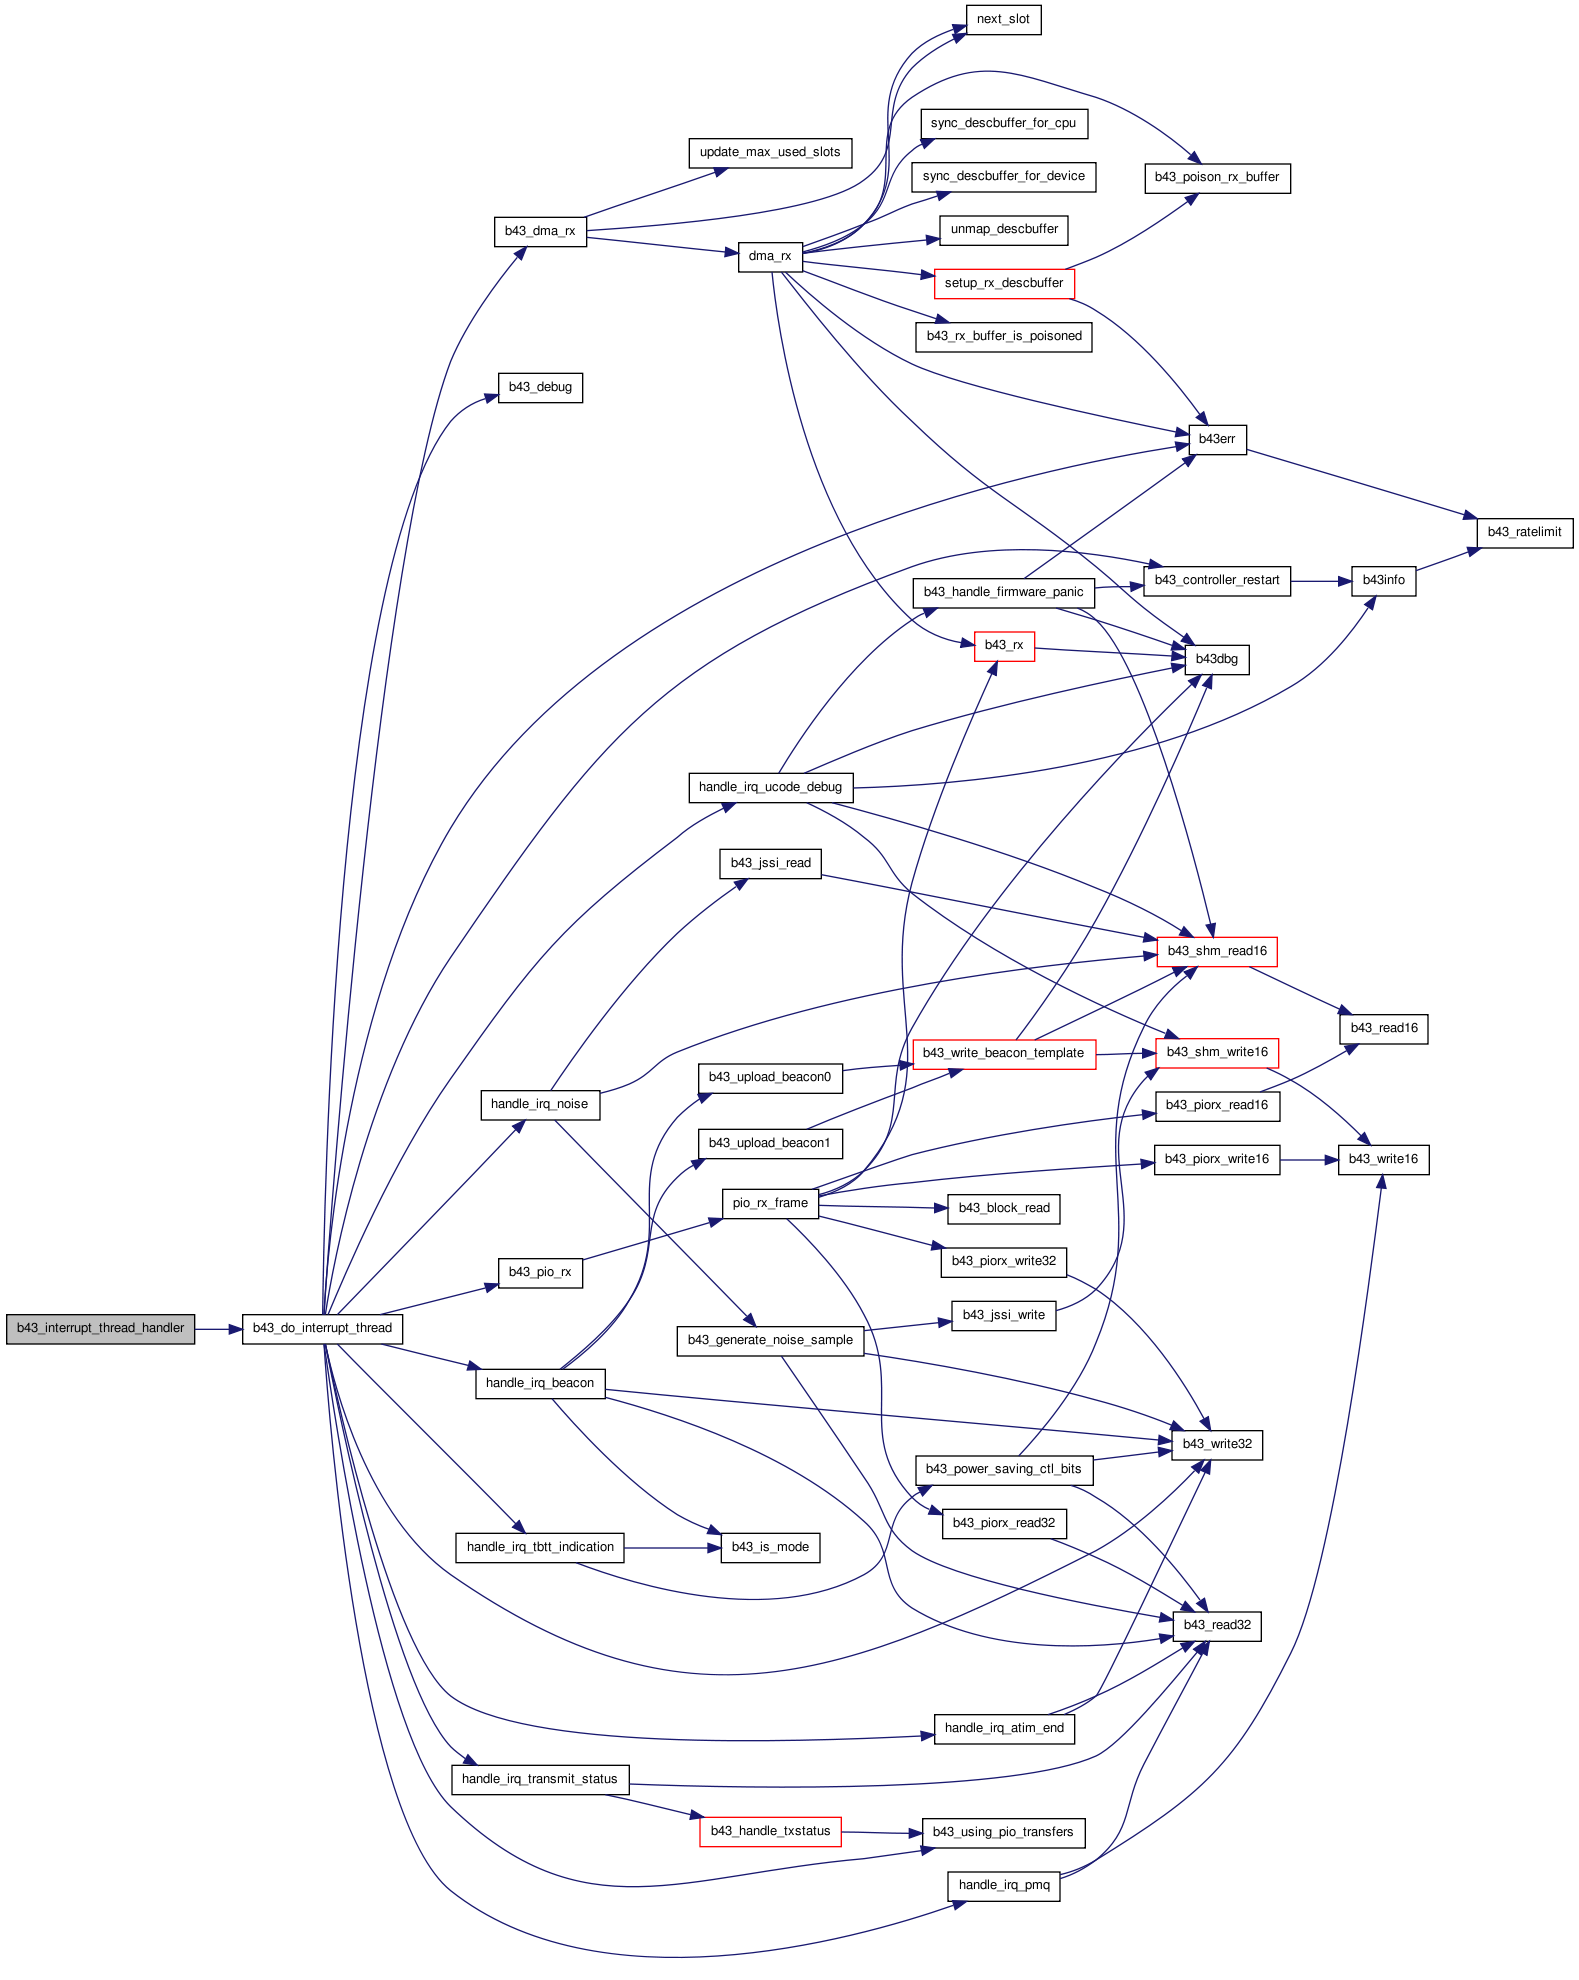 next_slot
sync_descbuffer_for_cpu
update_max_used_slots
sync_descbuffer_for_device
b43_poison_rx_buffer
b43_dma_rx
unmap_descbuffer
dma_rx
setup_rx_descbuffer
b43_rx_buffer_is_poisoned
b43_debug
b43err
b43_ratelimit
b43_controller_restart
b43info
b43_handle_firmware_panic
b43_rx
b43dbg
handle_irq_ucode_debug
b43_jssi_read
b43_shm_read16
b43_read16
b43_write_beacon_template
b43_shm_write16
b43_upload_beacon0
handle_irq_noise
b43_piorx_read16
b43_upload_beacon1
b43_piorx_write16
b43_write16
pio_rx_frame
b43_block_read
b43_piorx_write32
b43_pio_rx
b43_jssi_write
b43_interrupt_thread_handler
b43_do_interrupt_thread
b43_generate_noise_sample
handle_irq_beacon
b43_write32
b43_power_saving_ctl_bits
b43_piorx_read32
handle_irq_tbtt_indication
b43_is_mode
b43_read32
handle_irq_atim_end
handle_irq_transmit_status
b43_handle_txstatus
b43_using_pio_transfers
handle_irq_pmq